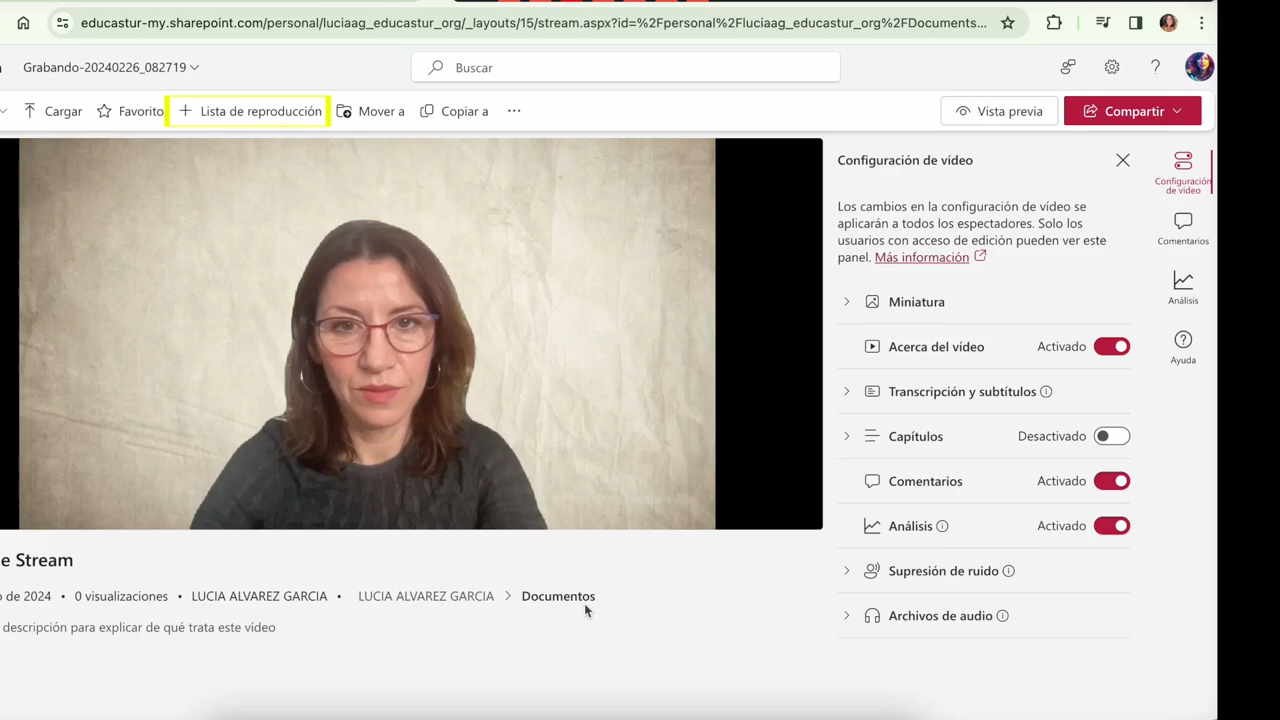 educastur-my.sharepoint.com/personal/luciaag_educastur_org/_layouts/15/stream.aspx?id=%2Fpersonal%2Fluciaag_educastur_org%2FDocuments...
Grabando-20240226_082719
Buscar
Cargar
Favorito
+ Lista de reproducción
Mover a
Copiar a
...
Vista previa
Compartir
Configuración de vídeo
Los cambios en la configuración de vídeo se
aplicarán a todos los espectadores. Solo los
usuarios con acceso de edición pueden ver este
panel. Más información
Miniatura
Acerca del vídeo Activado
Transcripción y subtítulos
Capítulos Desactivado
Comentarios Activado
Análisis Activado
Supresión de ruido
Archivos de audio
Configuración
de vídeo
Comentarios
Análisis
Ayuda
e Stream
o de 2024 • 0 visualizaciones • LUCIA ALVAREZ GARCIA • LUCIA ALVAREZ GARCIA > Documentos
descripción para explicar de qué trata este vídeo